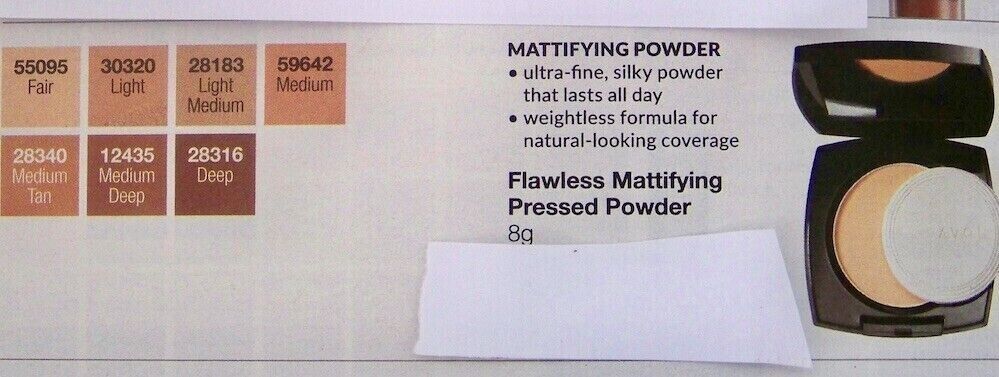 55095
Fair
30320
Light
28183
Light
Medium
59642
Medium
28340
Medium
Tan
12435
Medium
Deep
28316
Deep
MATTIFYING POWDER
• ultra-fine, silky powder
that lasts all day
• weightless formula for
natural-looking coverage
Flawless Mattifying
Pressed Powder
8g
AVON